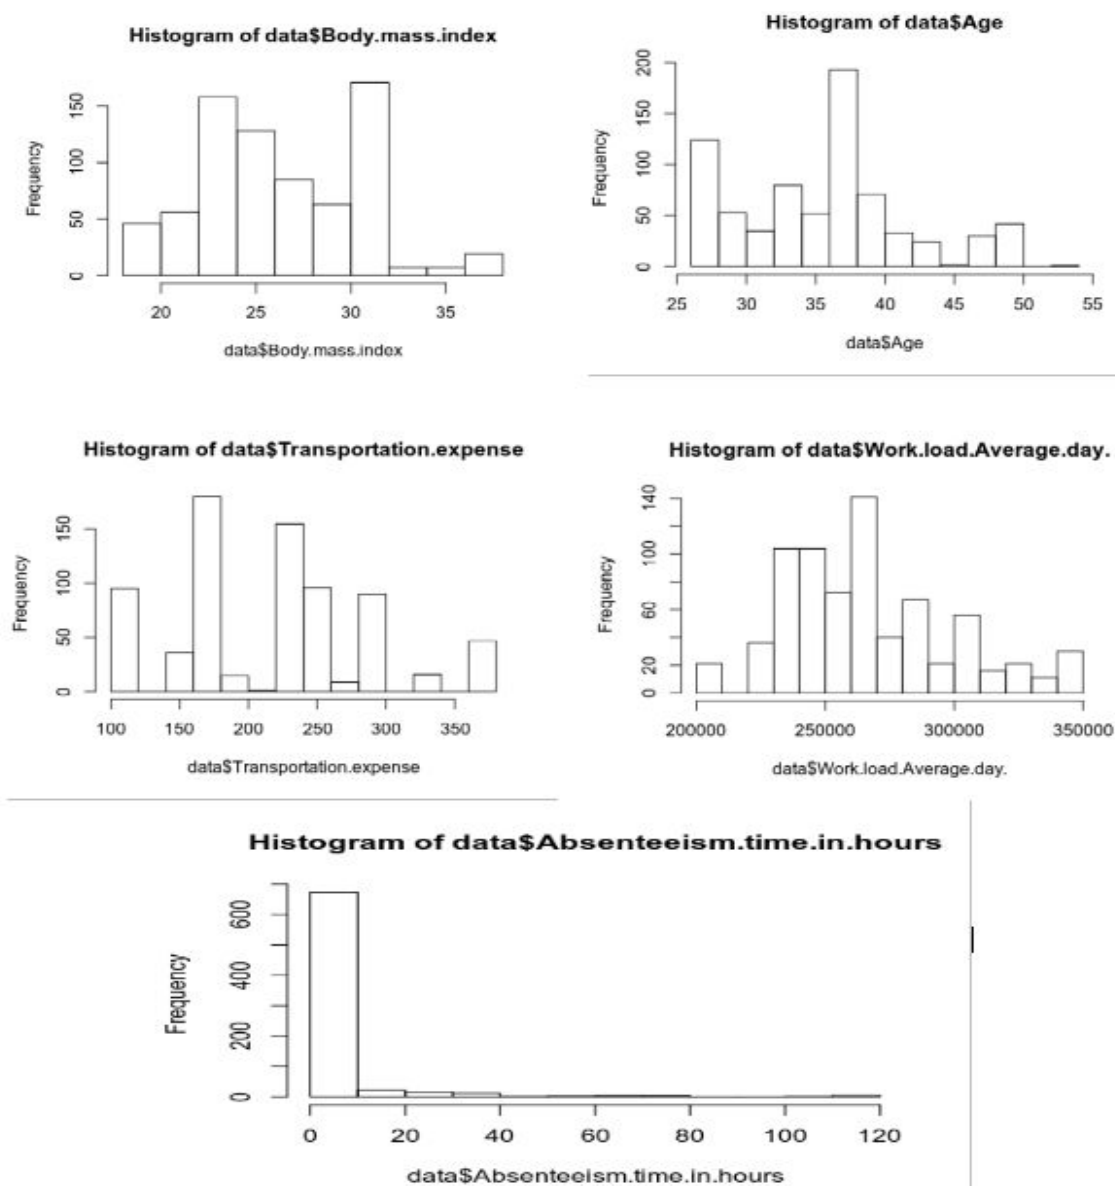 Histogram of data$Body.mass.index
Frequency
0 50 100 150
20 25 30 35
data$Body.mass.index
Histogram of data$Age
Frequency
0 50 100 150 200
25 30 35 40 45 50 55
data$Age
Histogram of data$Transportation.expense
Frequency
0 50 100 150
100 150 200 250 300 350
data$Transportation.expense
Histogram of data$Work.load.Average.day.
Frequency
0 20 60 100 140
200000 250000 300000 350000
data$Work.load.Average.day.
Histogram of data$Absenteeism.time.in.hours
Frequency
0 200 400 600
0 20 40 60 80 100 120
data$Absenteeism.time.in.hours